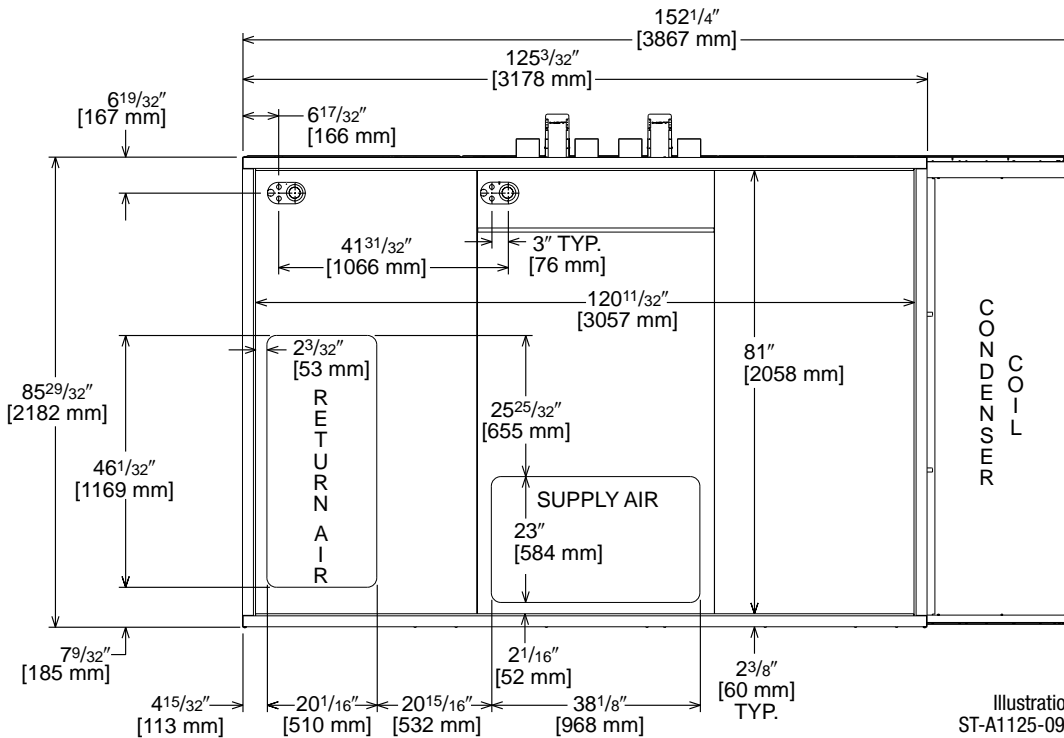 152 1/4″
[3867 mm]
125 3/32″
[3178 mm]
6 19/32″
[167 mm]
6 17/32″
[166 mm]
41 31/32″
[1066 mm]
3″ TYP.
[76 mm]
120 11/32″
[3057 mm]
2 3/32″
[53 mm]
81″
[2058 mm]
85 29/32″
[2182 mm]
25 25/32″
[655 mm]
46 1/32″
[1169 mm]
RETURN AIR
SUPPLY AIR
23″
[584 mm]
CONDENSER
COIL
7 9/32″
[185 mm]
2 1/16″
[52 mm]
2 3/8″
[60 mm]
TYP.
4 15/32″
[113 mm]
20 1/16″
[510 mm]
20 15/16″
[532 mm]
38 1/8″
[968 mm]
Illustratio
ST-A1125-09